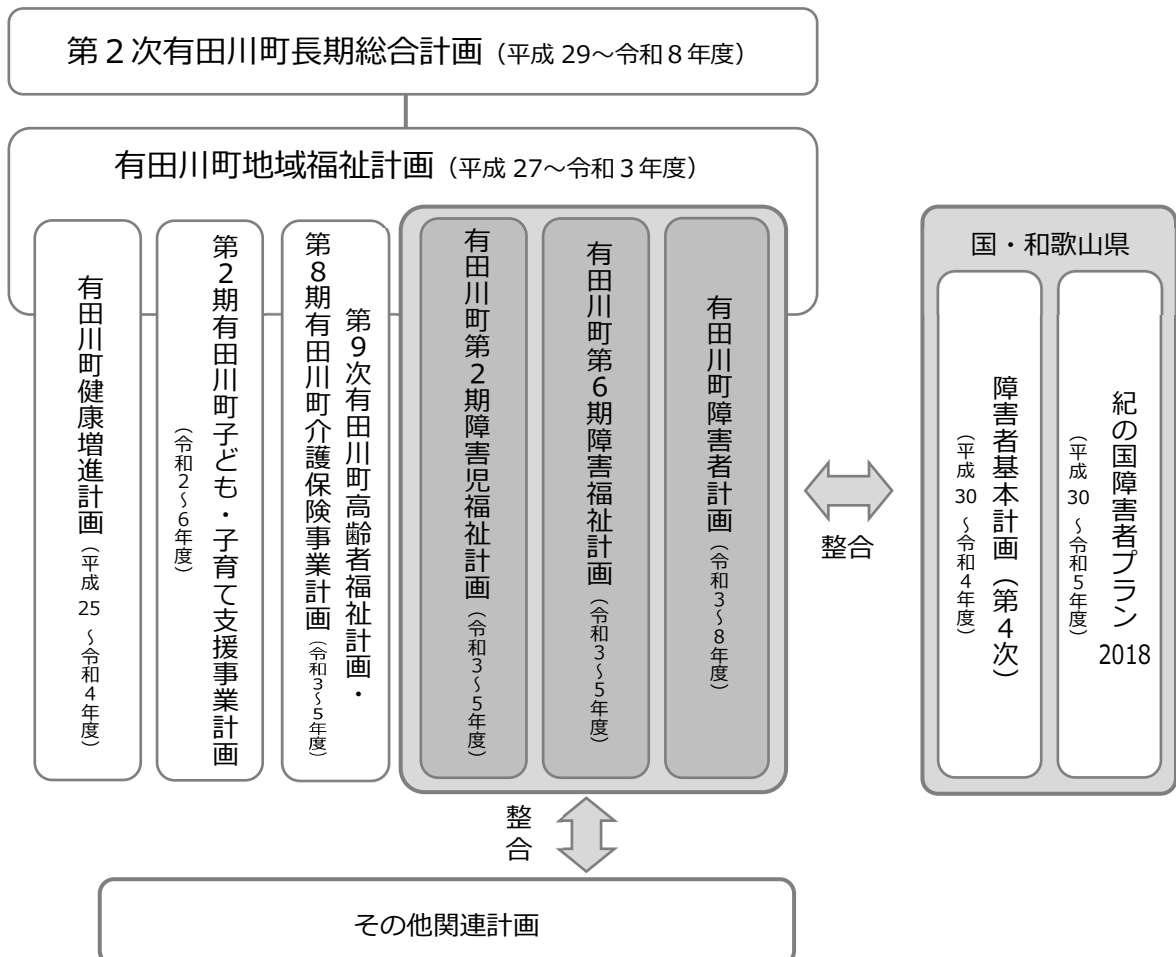 第２次有田川町長期総合計画（平成 29～令和８年度）
有田川町地域福祉計画（平成 27～令和３年度）
有田川町健康増進計画（平成 25 ～令和４年度）
第２期有田川町子ども・子育て支援事業計画
（令和２～６年度）
第９次有田川町高齢者福祉計画・
第８期有田川町介護保険事業計画（令和３～５年度）
有田川町第２期障害児福祉計画（令和３～５年度）
有田川町第６期障害福祉計画（令和３～５年度）
有田川町障害者計画（令和３～８年度）
整合
国・和歌山県
障害者基本計画（第４次）
（平成 30 ～令和４年度）
紀の国障害者プラン 2018
（平成 30 ～令和５年度）
整合
その他関連計画